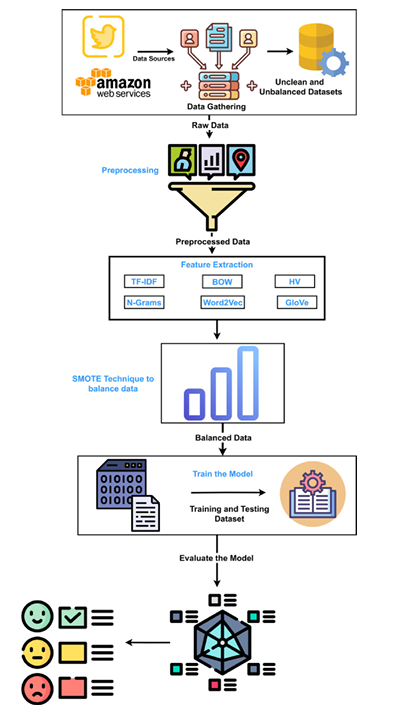 Data Sources
amazon
web services
Data Gathering
Unclean and
Unbalanced Datasets
Raw Data
Preprocessing
Preprocessed Data
Feature Extraction
TF-IDF
BOW
HV
N-Grams
Word2Vec
GloVe
SMOTE Technique to
balance data
Balanced Data
Train the Model
01010
01010
Training and Testing
Dataset
Evaluate the Model